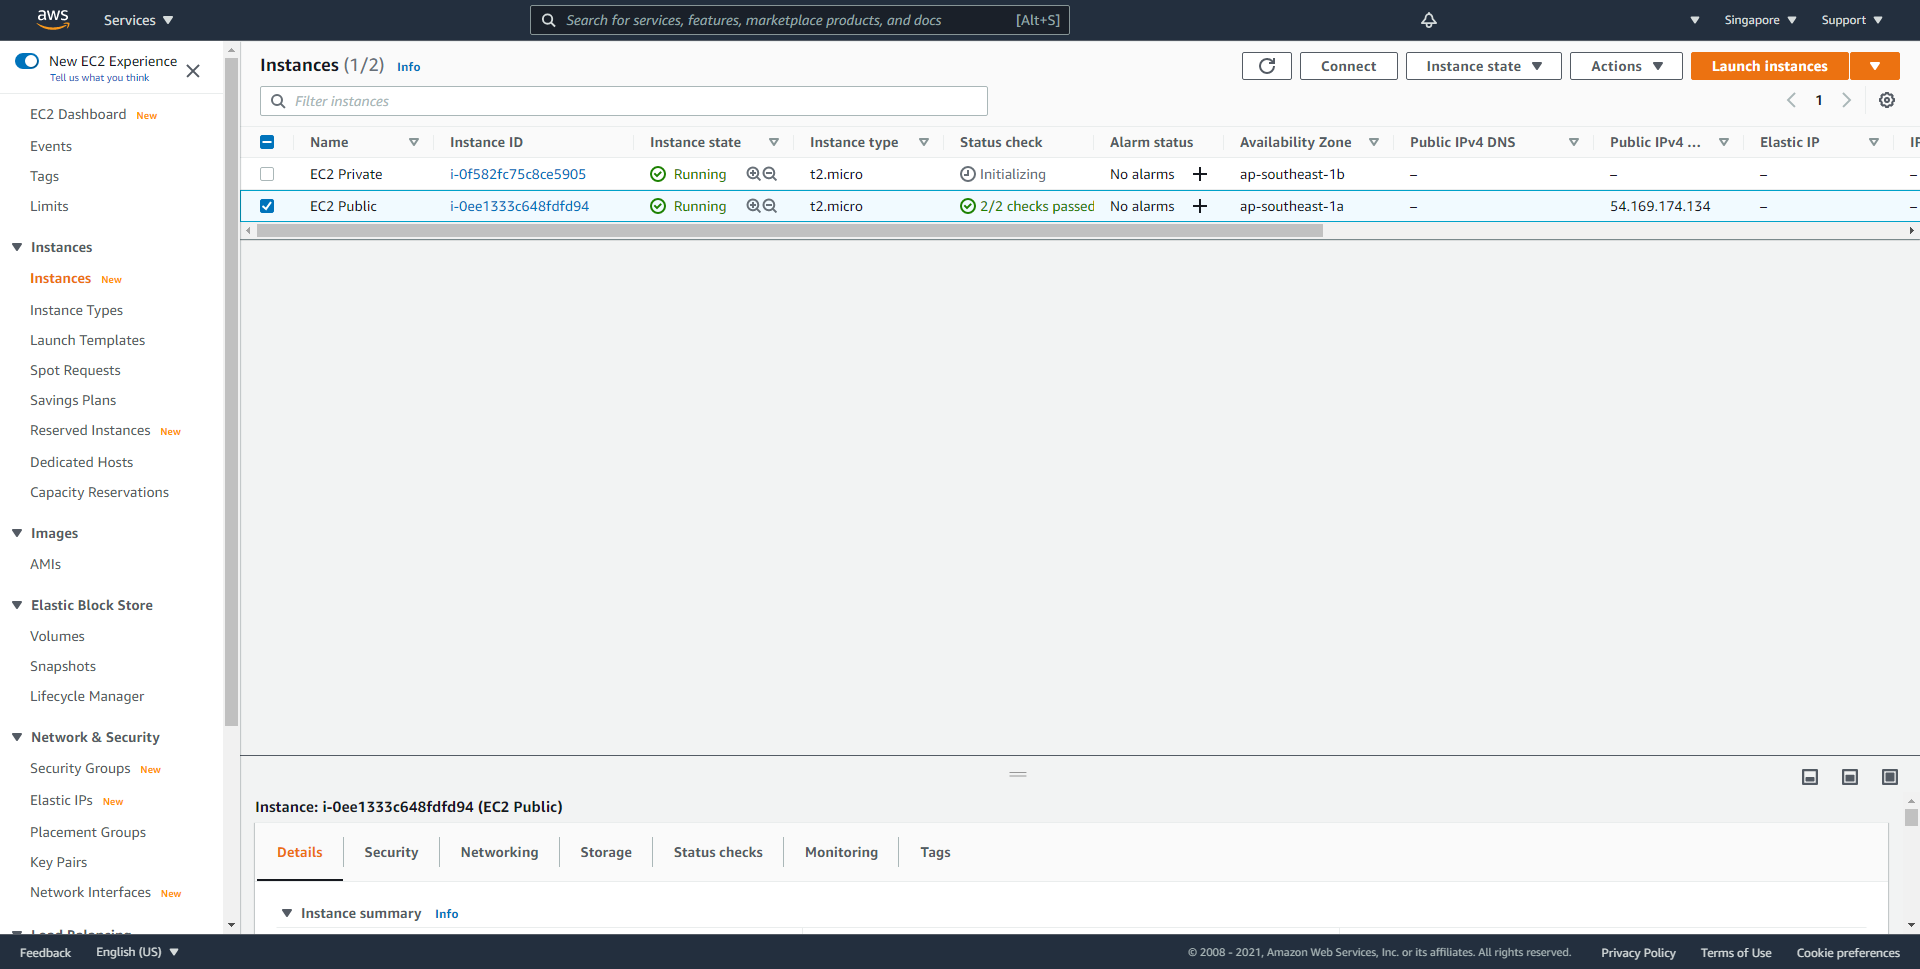 aws Services Search for services, features, marketplace products, and docs [Alt+S] Singapore Support
New EC2 Experience
Tell us what you think
EC2 Dashboard New
Events
Tags
Limits
Instances
Instances New
Instance Types
Launch Templates
Spot Requests
Savings Plans
Reserved Instances New
Dedicated Hosts
Capacity Reservations
Images
AMIs
Elastic Block Store
Volumes
Snapshots
Lifecycle Manager
Network & Security
Security Groups New
Elastic IPs New
Placement Groups
Key Pairs
Network Interfaces New
Load Balancing
Instances (1/2) Info
Connect Instance state Actions Launch instances
Filter instances
1
Name Instance ID Instance state Instance type Status check Alarm status Availability Zone Public IPv4 DNS Public IPv4 ... Elastic IP
EC2 Private i-0f582fc75c8ce5905 Running t2.micro Initializing No alarms + ap-southeast-1b – – – –
EC2 Public i-0ee1333c648fdfd94 Running t2.micro 2/2 checks passed No alarms + ap-southeast-1a – 54.169.174.134 – –
Instance: i-0ee1333c648fdfd94 (EC2 Public)
Details Security Networking Storage Status checks Monitoring Tags
Instance summary Info
Feedback English (US) © 2008 - 2021, Amazon Web Services, Inc. or its affiliates. All rights reserved. Privacy Policy Terms of Use Cookie preferences